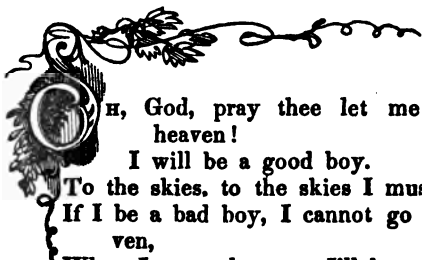 OH, God, pray thee let me
heaven!
I will be a good boy.
To the skies. to the skies I
If I be a bad boy, I cannot go
ven,